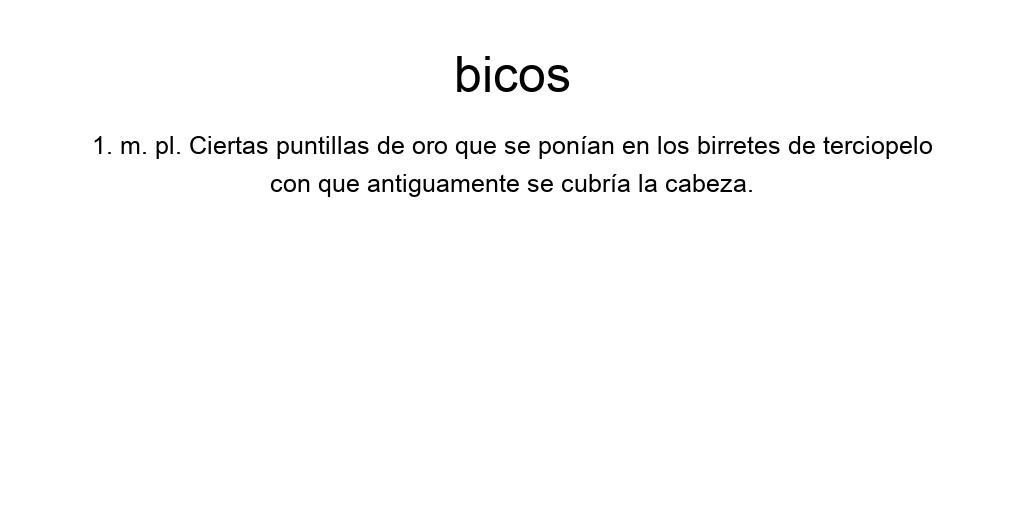 bicos
1. m. pl. Ciertas puntillas de oro que se ponían en los birretes de terciopelo
con que antiguamente se cubría la cabeza.